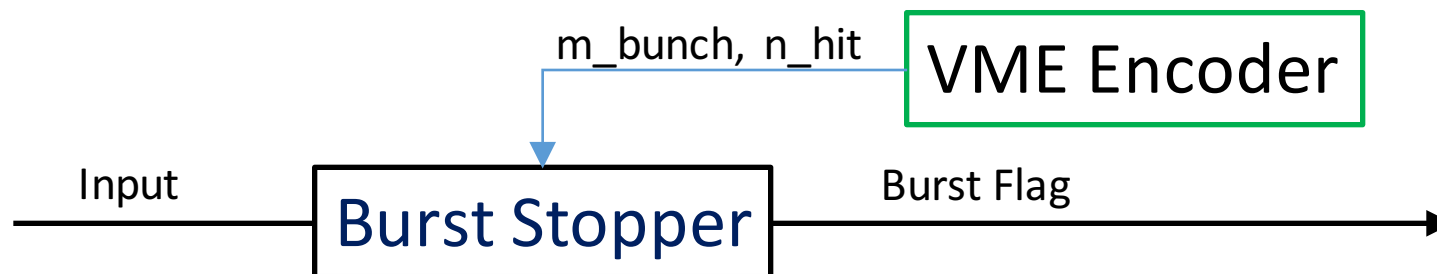 m_bunch, n_hit
VME Encoder
Input
Burst Flag
Burst Stopper